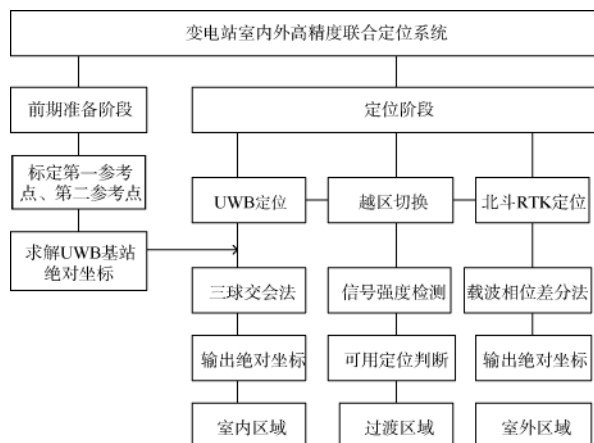 变电站室内外高精度联合定位系统
前期准备阶段
定位阶段
标定第一参考
点、第二参考点
UWB定位
越区切换
北斗RTK定位
求解UWB基站
绝对坐标
三球交会法
信号强度检测
载波相位差分法
输出绝对坐标
可用定位判断
输出绝对坐标
室内区域
过渡区域
室外区域